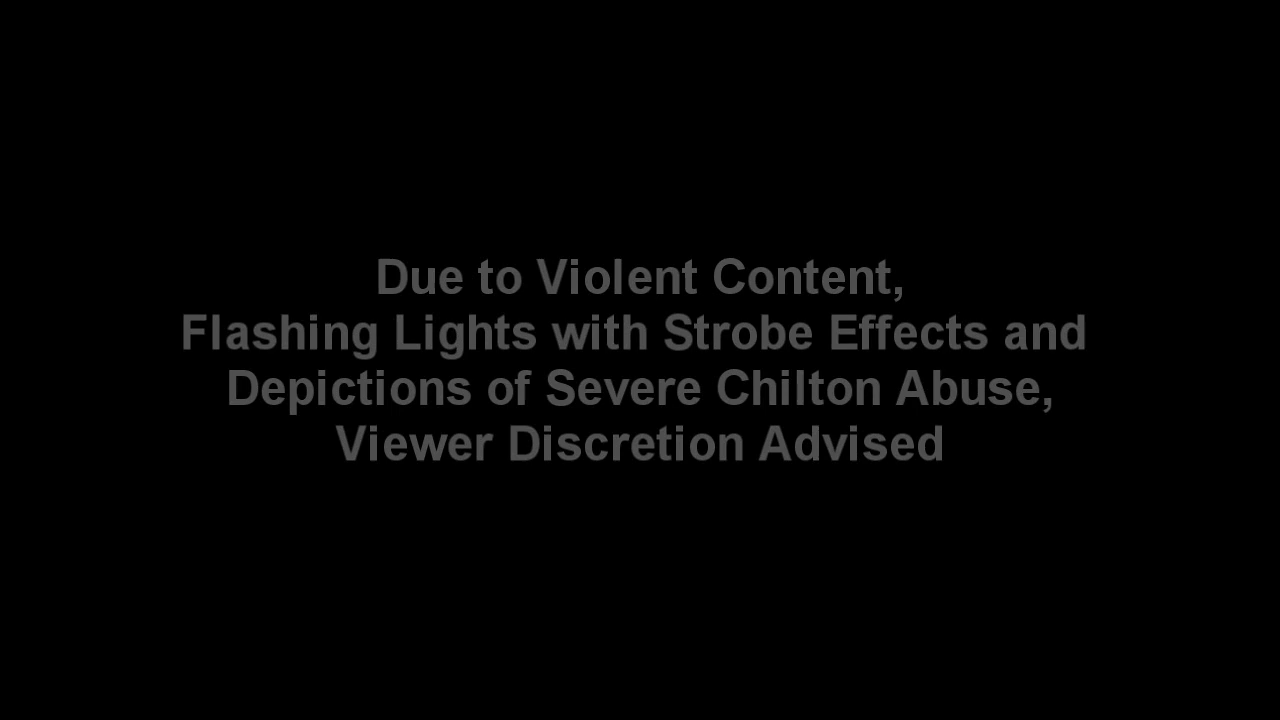 Due to Violent Content,
Flashing Lights with Strobe Effects and
Depictions of Severe Chilton Abuse,
Viewer Discretion Advised